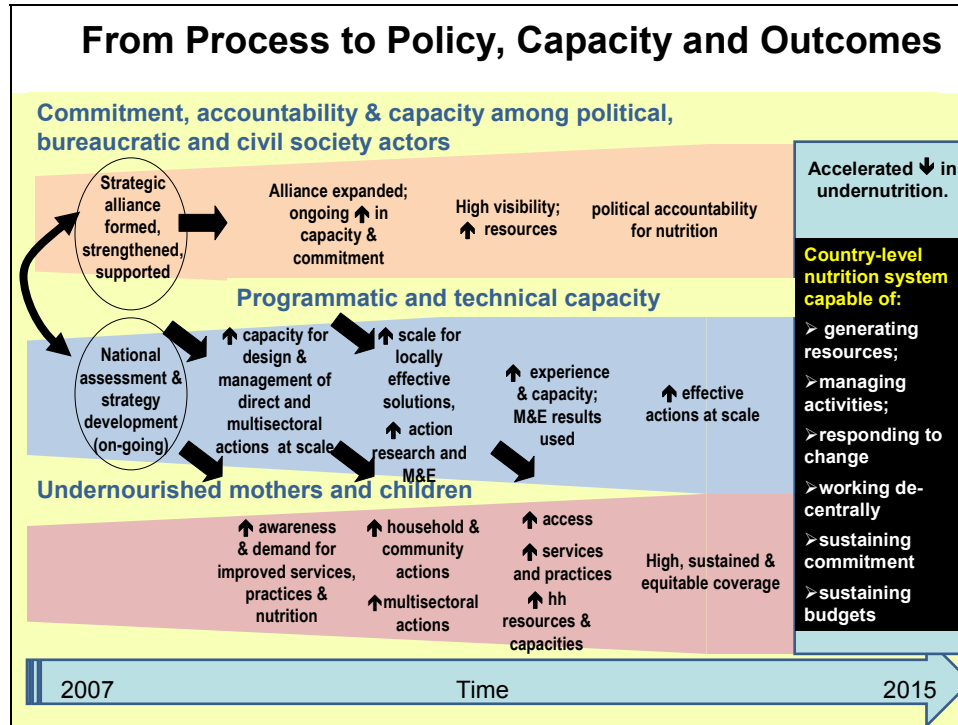 From Process to Policy, Capacity and Outcomes
Commitment, accountability & capacity among political,
bureaucratic and civil society actors
Strategic
alliance
formed,
strengthened,
supported
Alliance expanded;
ongoing 🡹 in
capacity &
commitment
High visibility;
🡹 resources
political accountability
for nutrition
Programmatic and technical capacity
National
assessment &
strategy
development
(on-going)
🡹 capacity for
design &
management of
direct and
multisectoral
actions at scale
🡹 scale for
locally
effective
solutions,
🡹 action
research and
M&E
🡹 experience
& capacity;
M&E results
used
🡹 effective
actions at scale
Undernourished mothers and children
🡹 awareness
& demand for
improved services,
practices &
nutrition
🡹 household &
community
actions
🡹multisectoral
actions
🡹 access
🡹 services
and practices
🡹 hh
resources &
capacities
High, sustained &
equitable coverage
Accelerated 🡻 in
undernutrition.
Country-level
nutrition system
capable of:
➢ generating
resources;
➢managing
activities;
➢responding to
change
➢working de-
centrally
➢sustaining
commitment
➢sustaining
budgets
2007 Time 2015